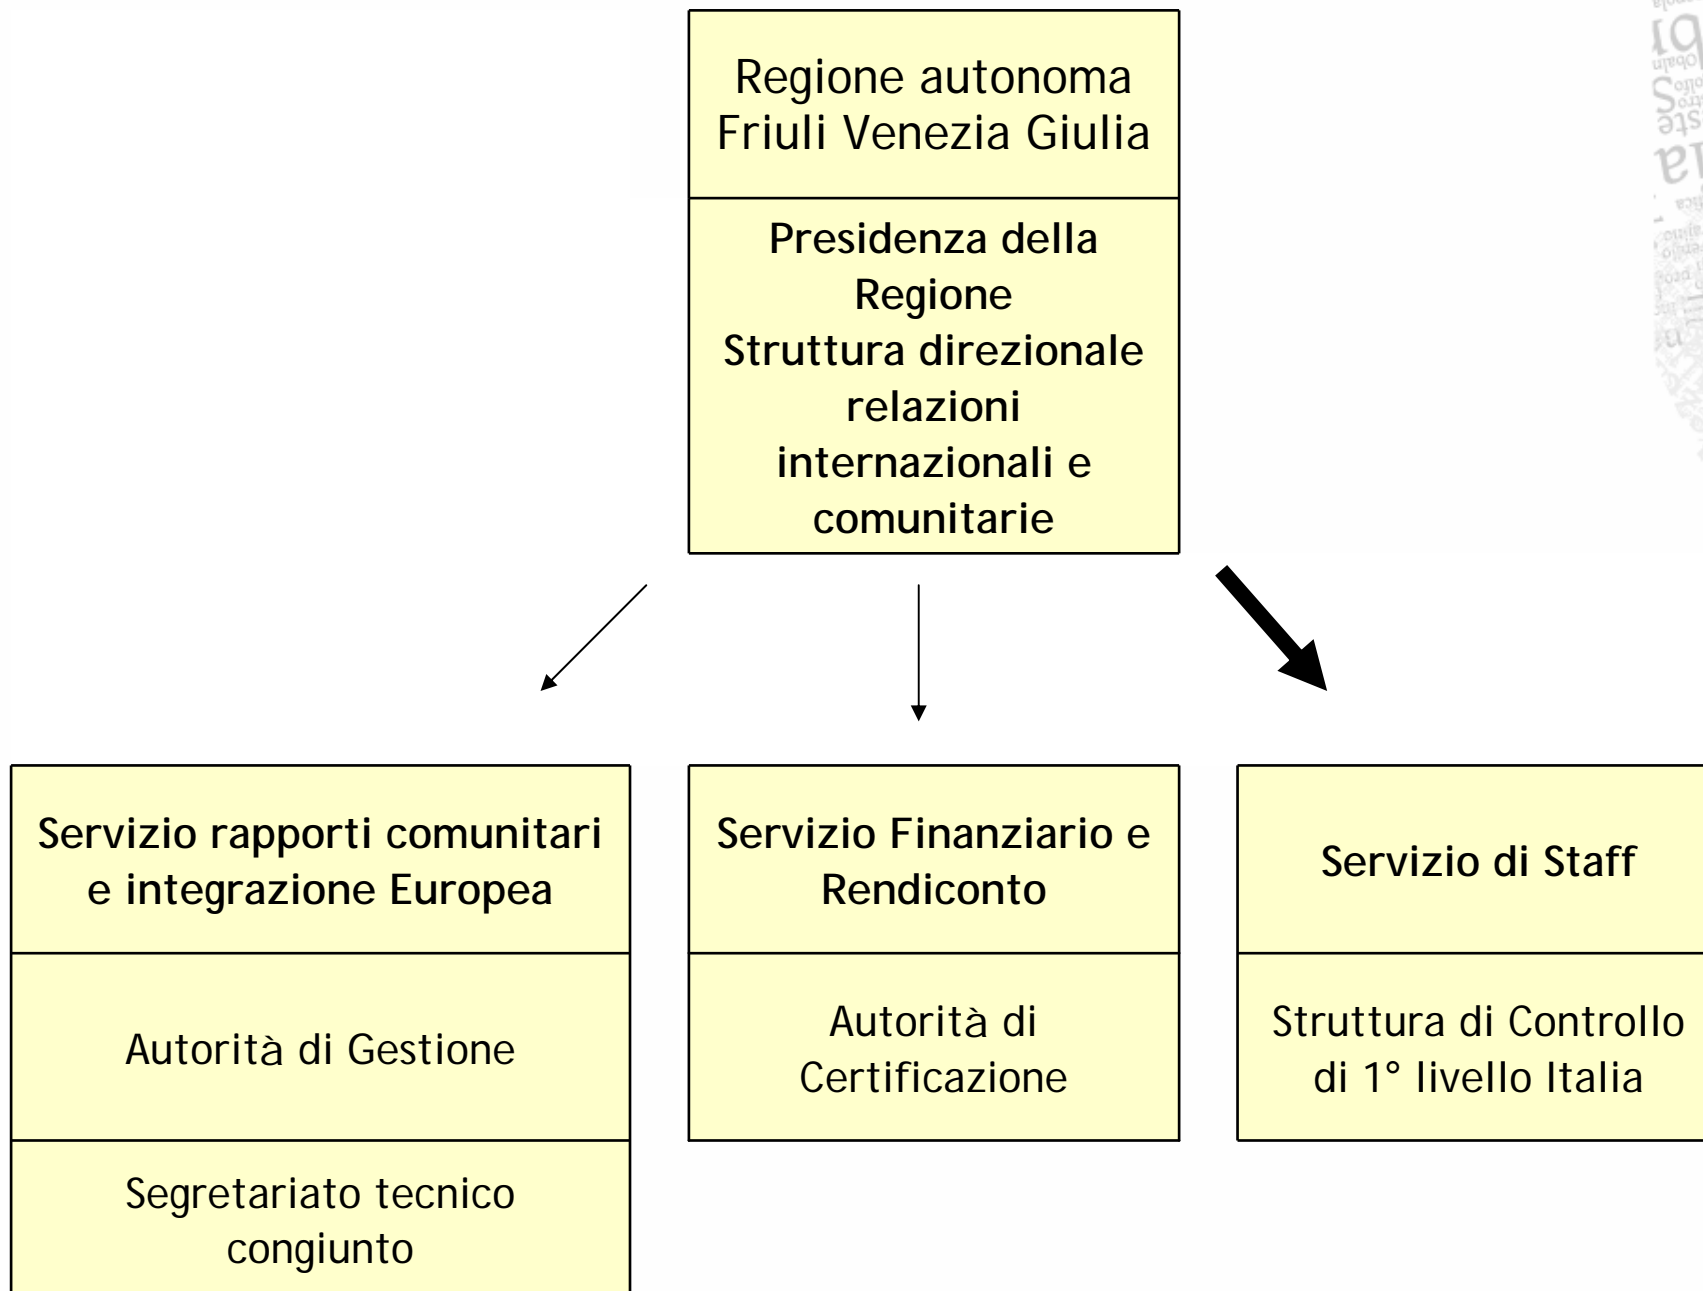 Regione autonoma
Friuli Venezia Giulia
Presidenza della
Regione
Struttura direzionale
relazioni
internazionali e
comunitarie
Servizio rapporti comunitari
e integrazione Europea
Autorità di Gestione
Segretariato tecnico
congiunto
Servizio Finanziario e
Rendiconto
Autorità di
Certificazione
Servizio di Staff
Struttura di Controllo
di 1° livello Italia